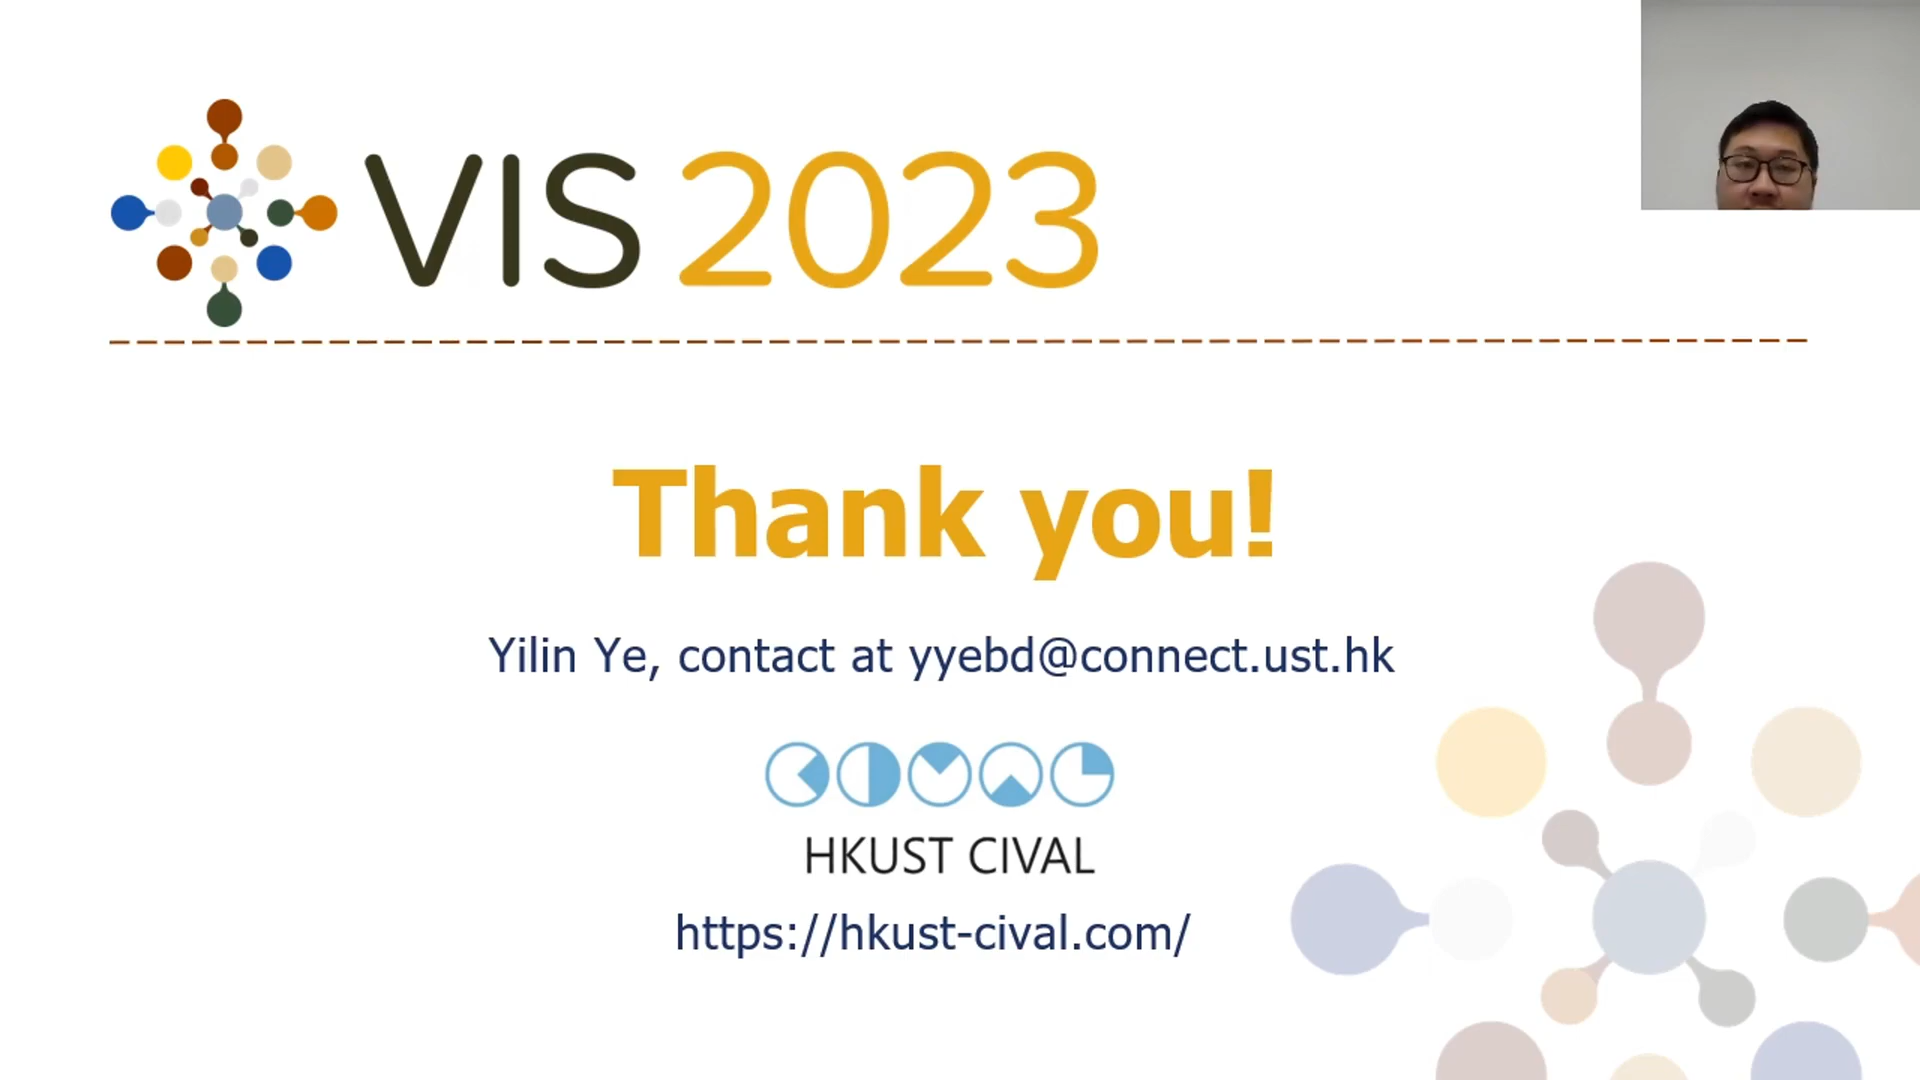 VIS 2023
Thank you!
Yilin Ye, contact at yyebd@connect.ust.hk
HKUST CIVAL
https://hkust-cival.com/